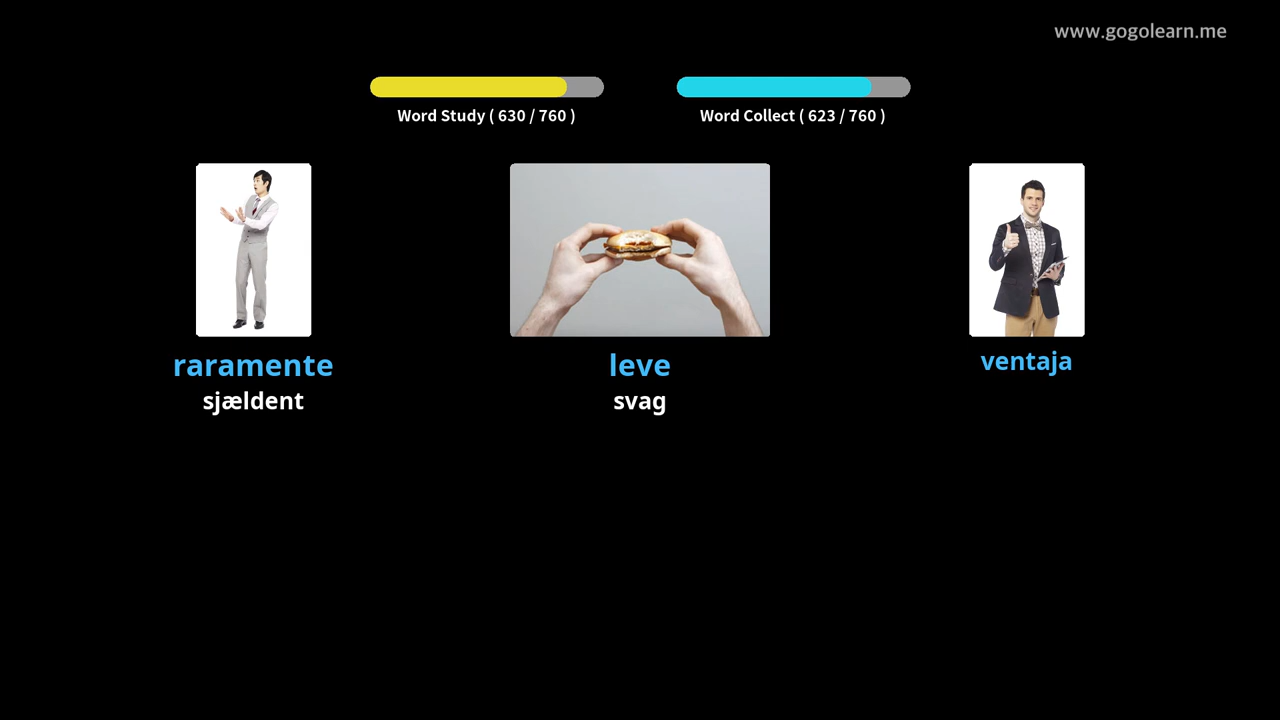 www.gogolearn.me
Word Study ( 630 / 760 )
Word Collect ( 623 / 760 )
raramente
sjældent
leve
svag
ventaja